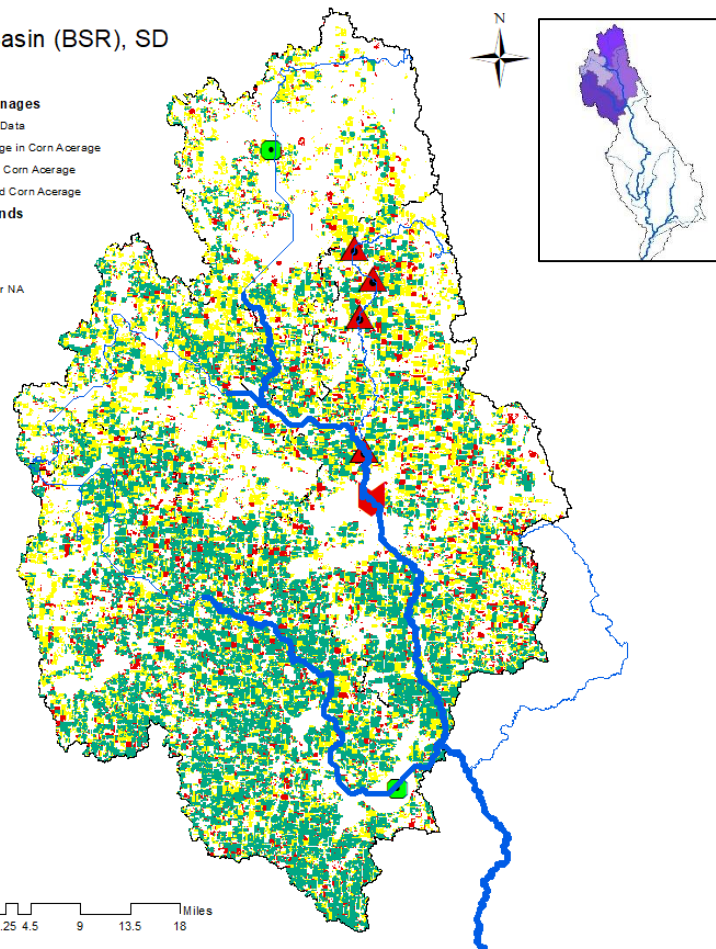 asin (BSR), SD
N
nages
Data
ge in Corn Acerage
Corn Acerage
d Corn Acerage
nds
r NA
Miles
.25 4.5 9 13.5 18